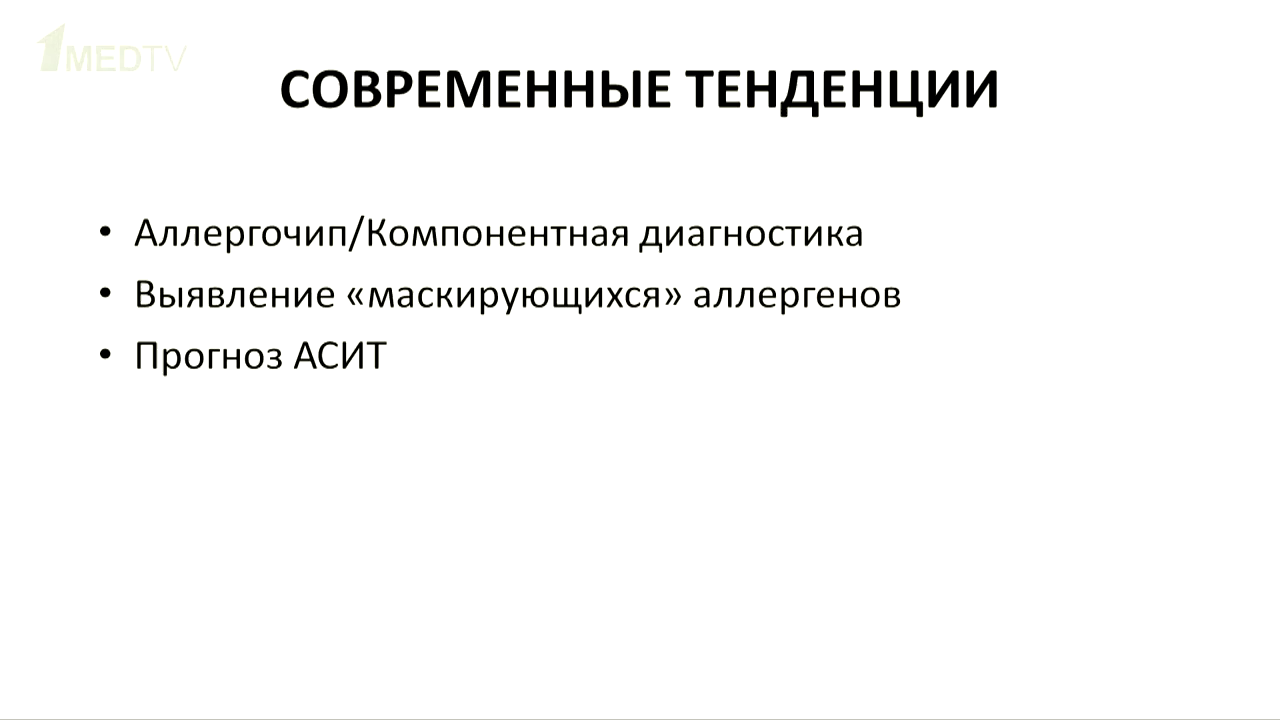 1MEDTV
СОВРЕМЕННЫЕ ТЕНДЕНЦИИ
• Аллергочип/Компонентная диагностика
• Выявление «маскирующихся» аллергенов
• Прогноз АСИТ